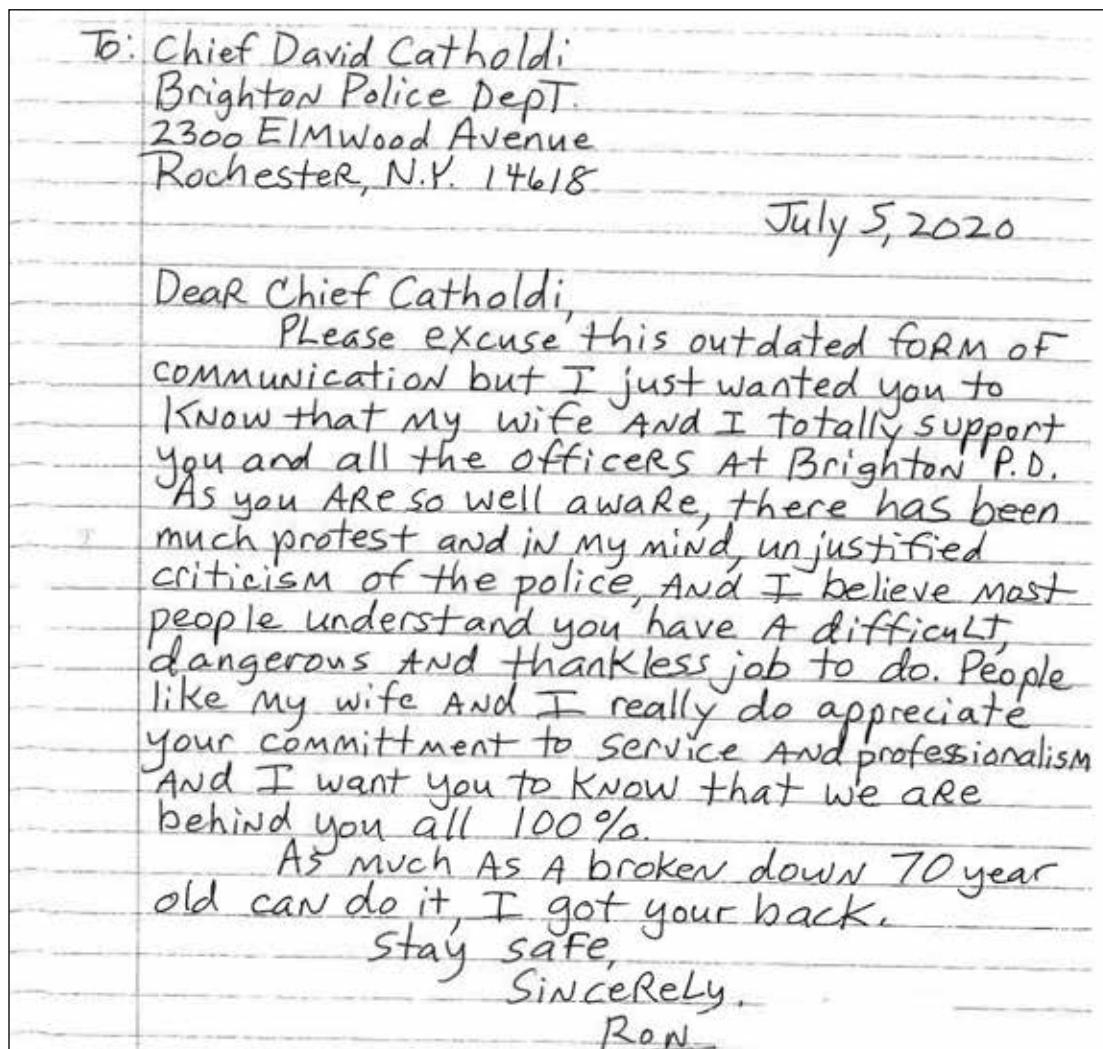 To: Chief David Catholdi
Brighton Police Dept.
2300 Elmwood Avenue
Rochester, N.Y. 14618
July 5, 2020
Dear Chief Catholdi,
Please excuse this outdated form of
communication but I just wanted you to
know that my wife and I totally support
you and all the officers at Brighton P.D.
As you are so well aware, there has been
much protest and in my mind, unjustified
criticism of the police, and I believe most
people understand you have a difficult,
dangerous and thankless job to do. People
like my wife and I really do appreciate
your committment to service and professionalism
and I want you to know that we are
behind you all 100%.
As much as a broken down 70 year
old can do it, I got your back.
Stay safe,
Sincerely.
Ron